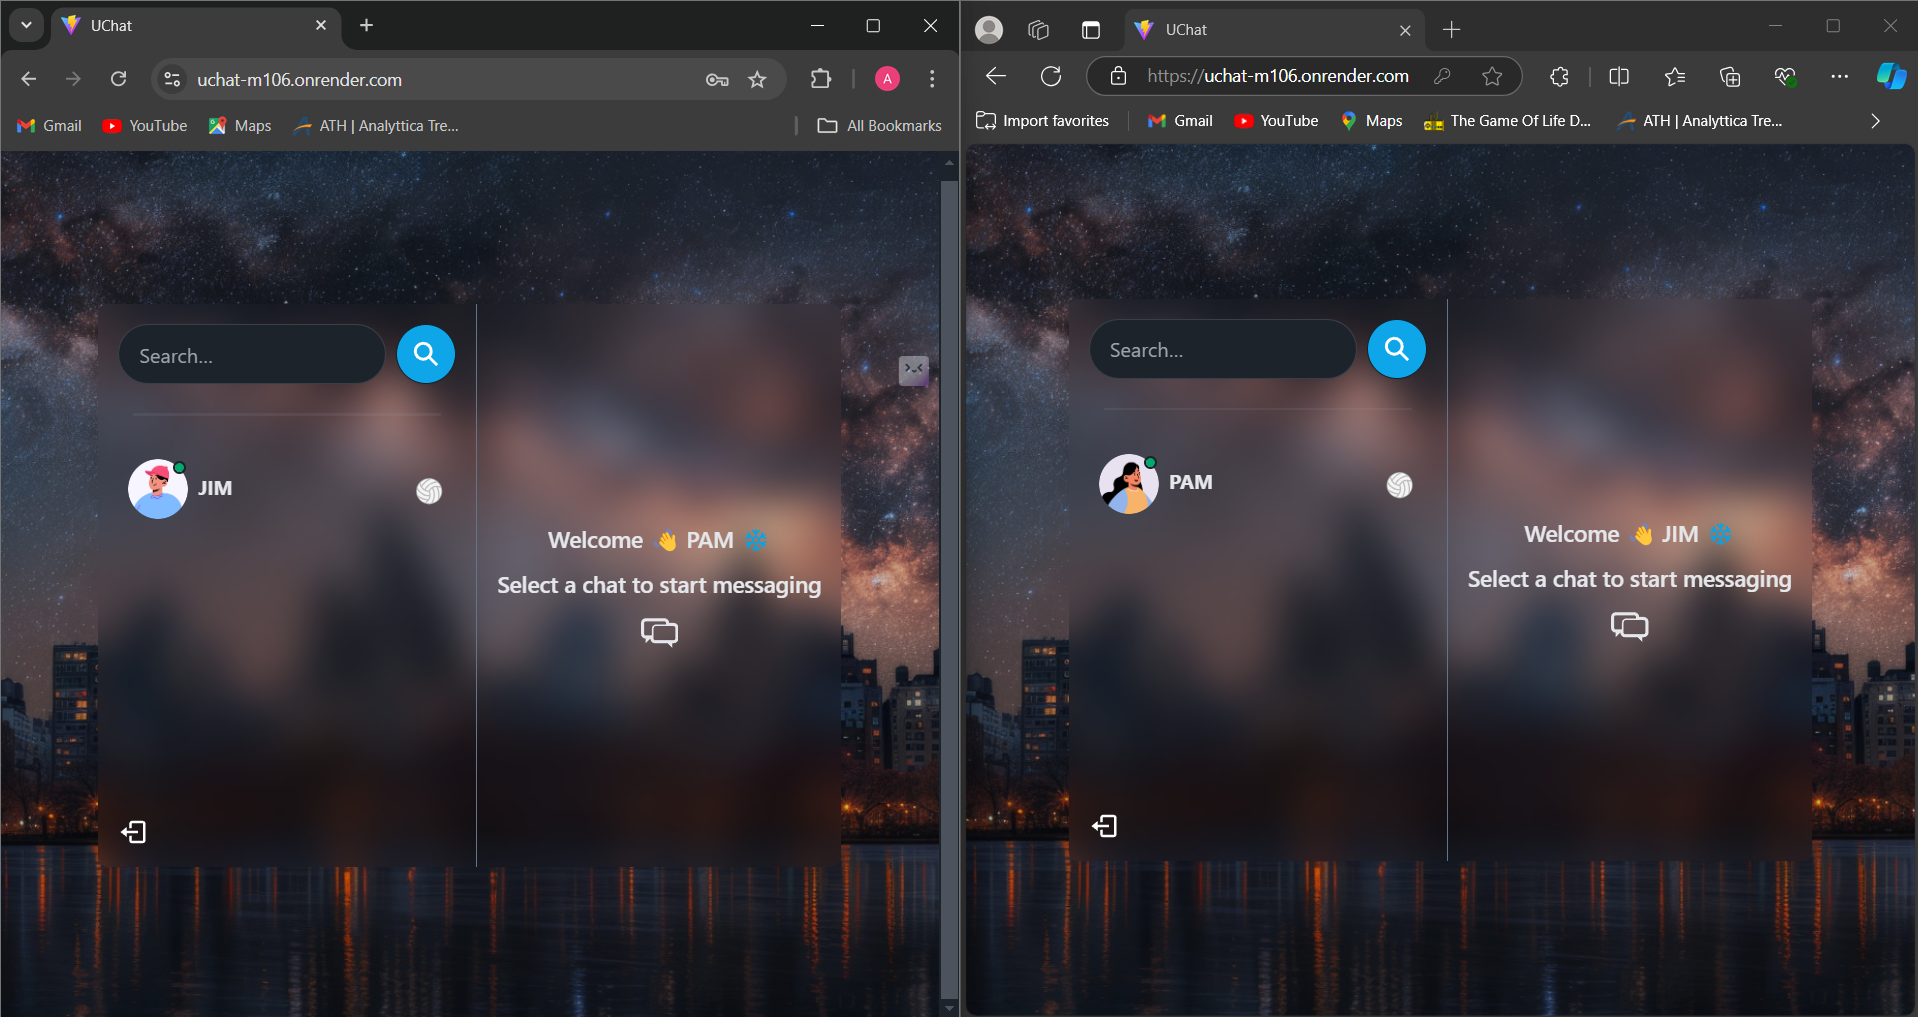 UChat
uchat-m106.onrender.com
A
Gmail
YouTube
Maps
ATH | Analyttica Tre...
All Bookmarks
Search...
JIM
Welcome 👋 PAM ❄
Select a chat to start messaging
UChat
https://uchat-m106.onrender.com
Import favorites
Gmail
YouTube
Maps
The Game Of Life D...
ATH | Analyttica Tre...
Search...
PAM
Welcome 👋 JIM ❄
Select a chat to start messaging